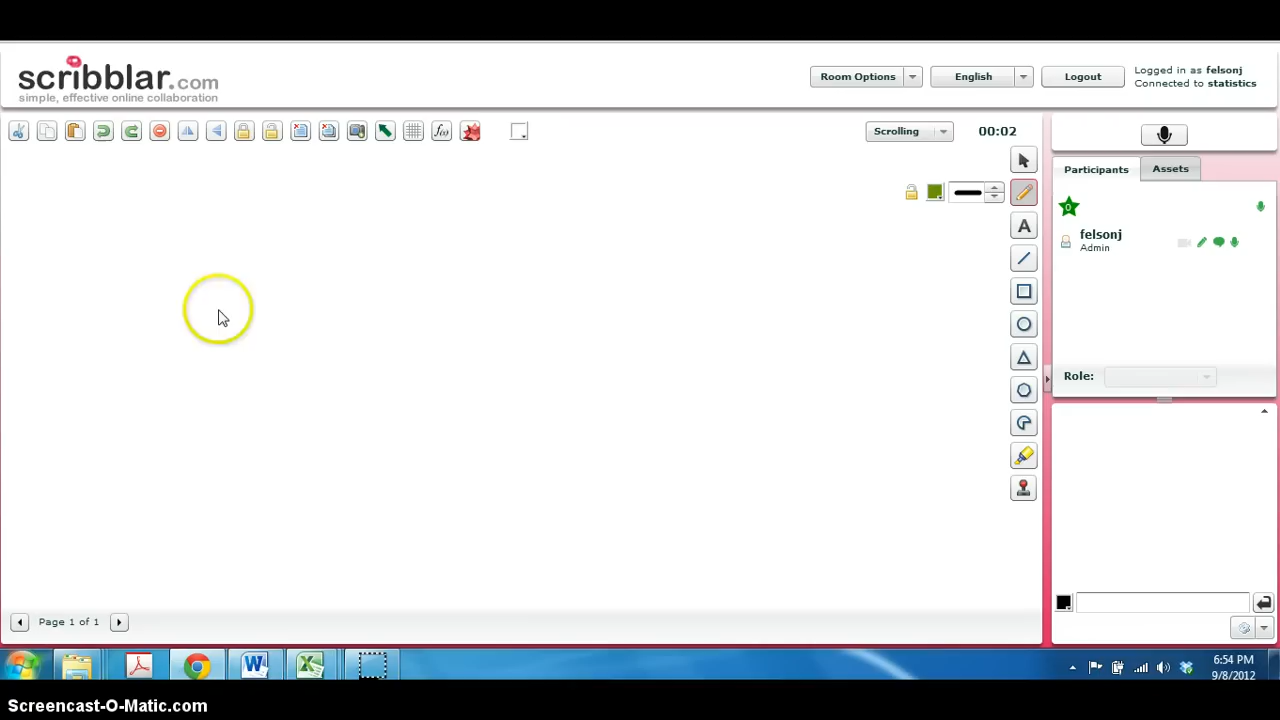 scribblar.com
simple, effective online collaboration
Room Options
English
Logout
Logged in as felsonj
Connected to statistics
Scrolling
00:02
Participants
Assets
0
felsonj
Admin
A
f(x)
Role:
Page 1 of 1
6:54 PM
9/8/2012
Screencast-O-Matic.com